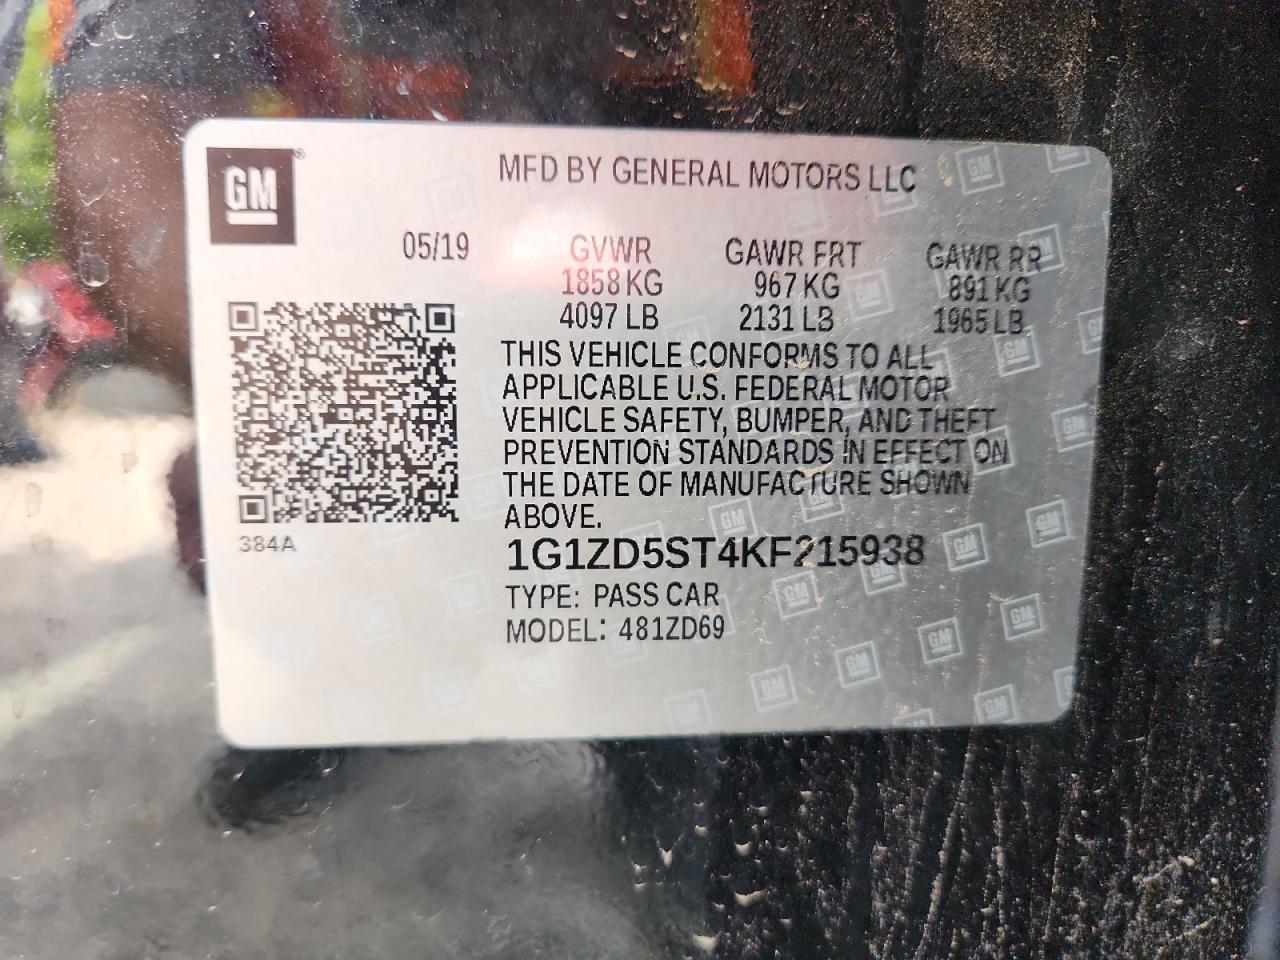 GM
MFD BY GENERAL MOTORS LLC
05/19 GVWR GAWR FRT GAWR RR
1858 KG 967 KG 891 KG
4097 LB 2131 LB 1965 LB
THIS VEHICLE CONFORMS TO ALL
APPLICABLE U.S. FEDERAL MOTOR
VEHICLE SAFETY, BUMPER, AND THEFT
PREVENTION STANDARDS IN EFFECT ON
THE DATE OF MANUFACTURE SHOWN
ABOVE.
384A
1G1ZD5ST4KF215938
TYPE: PASS CAR
MODEL: 481ZD69